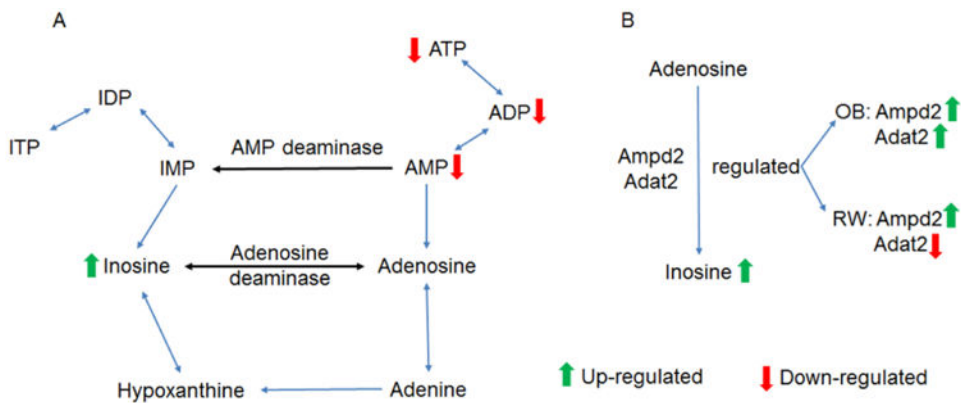 A
ATP
IDP
ADP
ITP
AMP deaminase
IMP
AMP
Inosine
Adenosine
deaminase
Adenosine
Hypoxanthine
Adenine
B
Adenosine
OB: Ampd2
Adat2
Ampd2
Adat2
regulated
RW: Ampd2
Adat2
Inosine
Up-regulated
Down-regulated